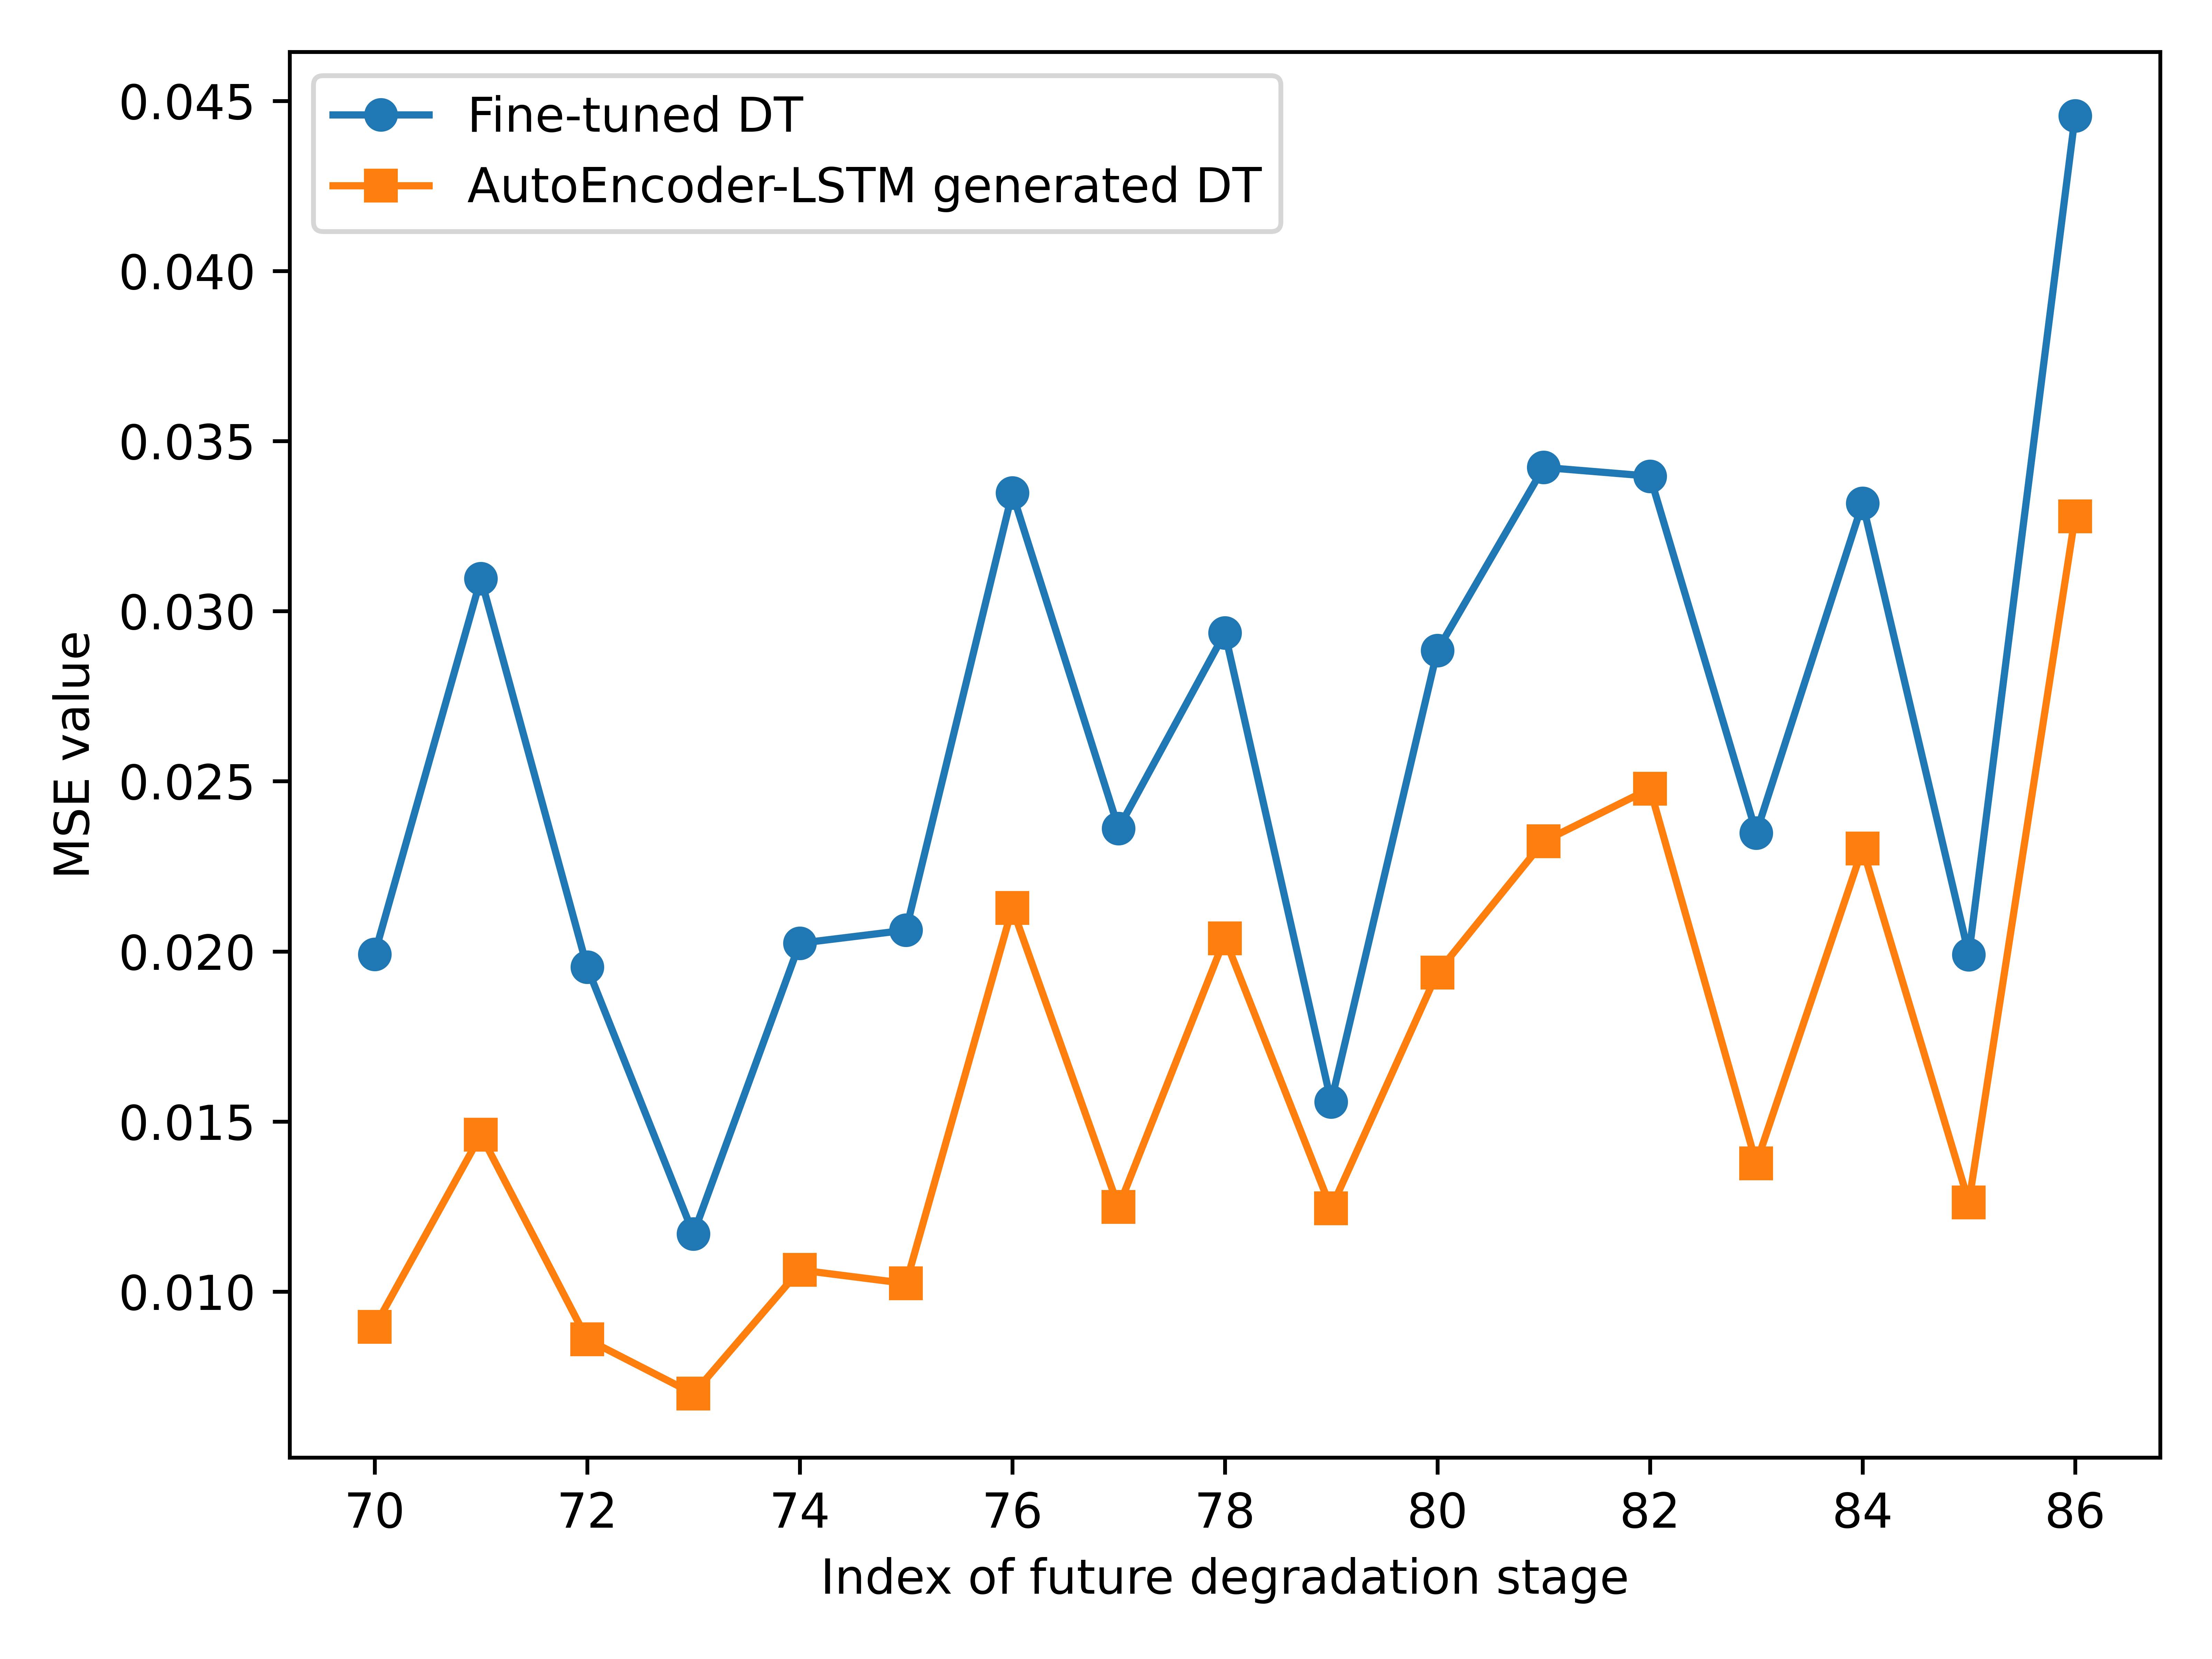 Fine-tuned DT
AutoEncoder-LSTM generated DT
0.045
0.040
0.035
0.030
0.025
0.020
0.015
0.010
MSE value
70 72 74 76 78 80 82 84 86
Index of future degradation stage